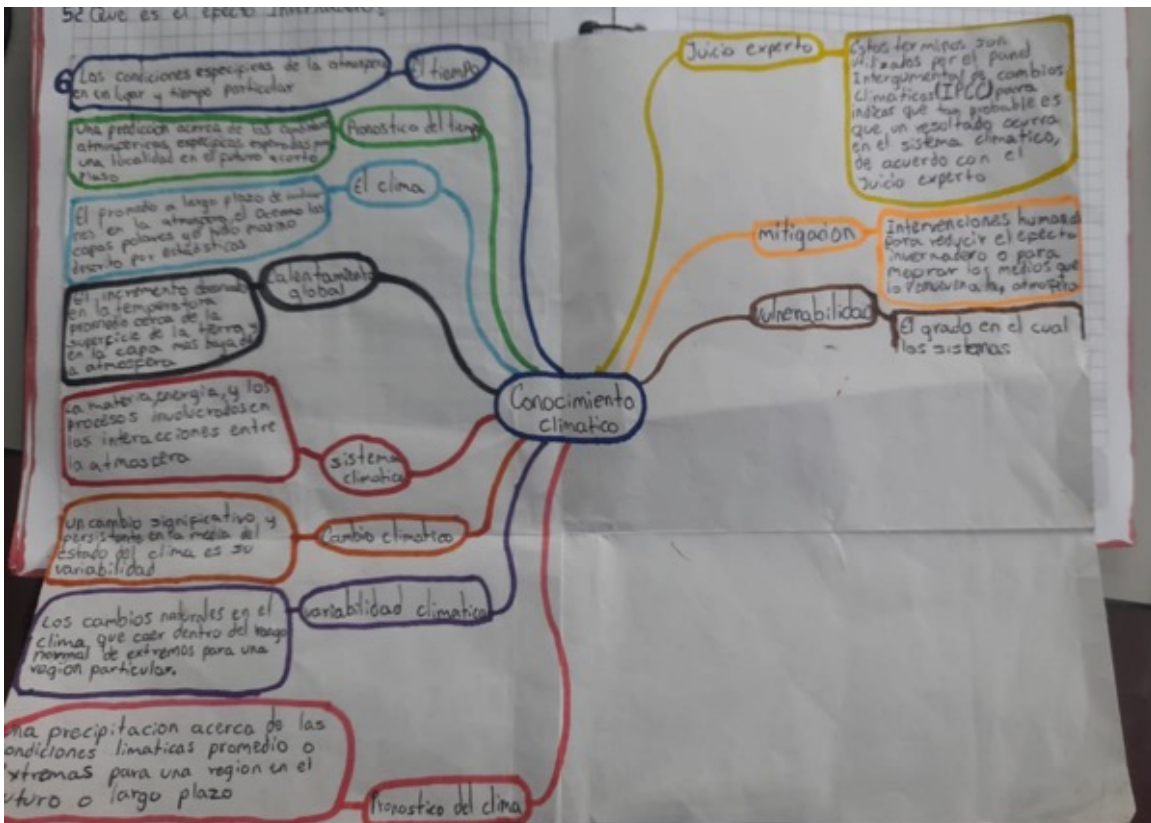 52 Que es el efecto invernadero?
Las condiciones especificas de la atmosfera
en un lugar y tiempo particular
El tiempo
Una prediccion acerca de las condiciones
atmosfericas especificas esperadas para
una localidad en el futuro acorto
Plaso
Pronostico del tiempo
El promedio a largo plazo de
nes en la atmosfera el oceano las
capas polares
descrito por estadisticas
El clima
El incremento observado
en la temperatura
promedio acerca de la
superficie de la tierra y
en la capa mas baja de
a atmosfera
Calentamiento
global
La materia, energia, y los
procesos involucrados en
las interacciones entre
la atmosfera
sistema
climatico
Un cambio significativo y
persistente en la media del
estado del clima es su
variabilidad
Cambio climatico
Los cambios naturales en el
clima que caer dentro del rango
normal de extremos para una
region particular.
variabilidad climatica
na precipitacion acerca de las
ondiciones limaticas promedio o
xtremas para una region en el
uturo o largo plazo
Pronostico del clima
Conocimiento
climatico
Juicio experto
Estos terminos son
utilizados por el panel
Intergumental de cambios
climaticos (IPCC) para
indicar que tan probable es
que, un resultado ocurra
en el sistema climatico,
de acuerdo con el
Juicio experto
mitigacion
Intervenciones humanas
para reducir el efecto
invernadero o para
mejorar los medios que
la atmosfera
Vulnerabilidad
El grado en el cual
los sistemas